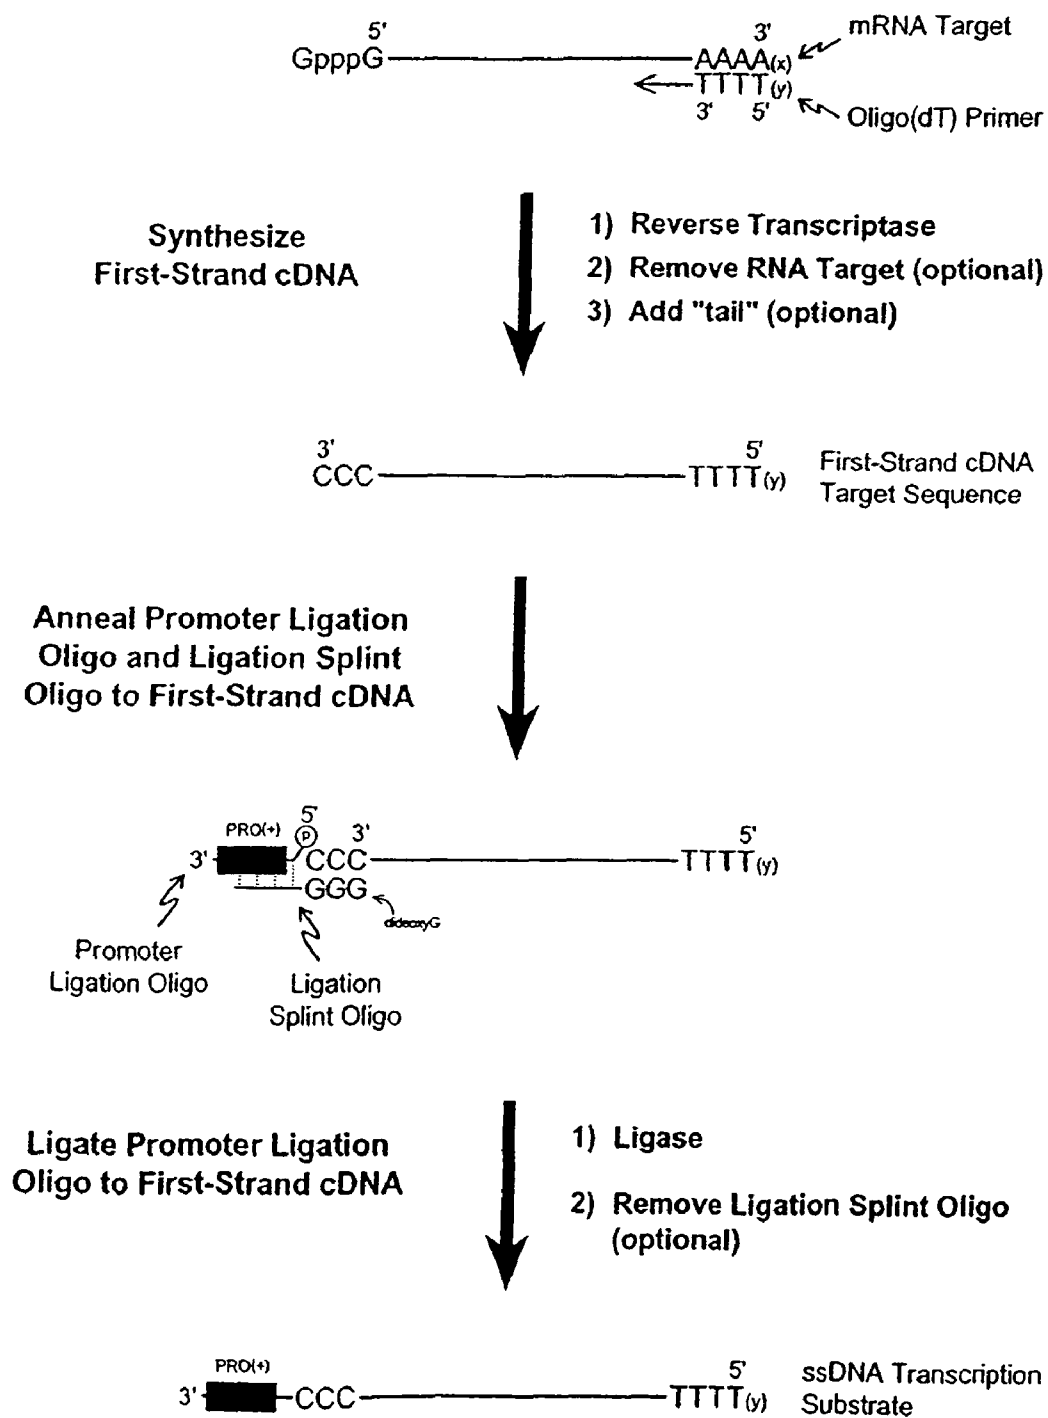 5'
3'
mRNA Target
GpppG
AAAA(x)
TTTT(y)
3' 5'
Oligo(dT) Primer
Synthesize
First-Strand cDNA
1) Reverse Transcriptase
2) Remove RNA Target (optional)
3) Add "tail" (optional)
3'
5'
CCC
TTTT(y)
First-Strand cDNA
Target Sequence
Anneal Promoter Ligation
Oligo and Ligation Splint
Oligo to First-Strand cDNA
PRO(+)
5'
P
3'
5'
3'
CCC
TTTT(y)
GGG
dideoxyG
Promoter
Ligation Oligo
Ligation
Splint Oligo
Ligate Promoter Ligation
Oligo to First-Strand cDNA
1) Ligase
2) Remove Ligation Splint Oligo
(optional)
PRO(+)
5'
3'
CCC
TTTT(y)
ssDNA Transcription
Substrate